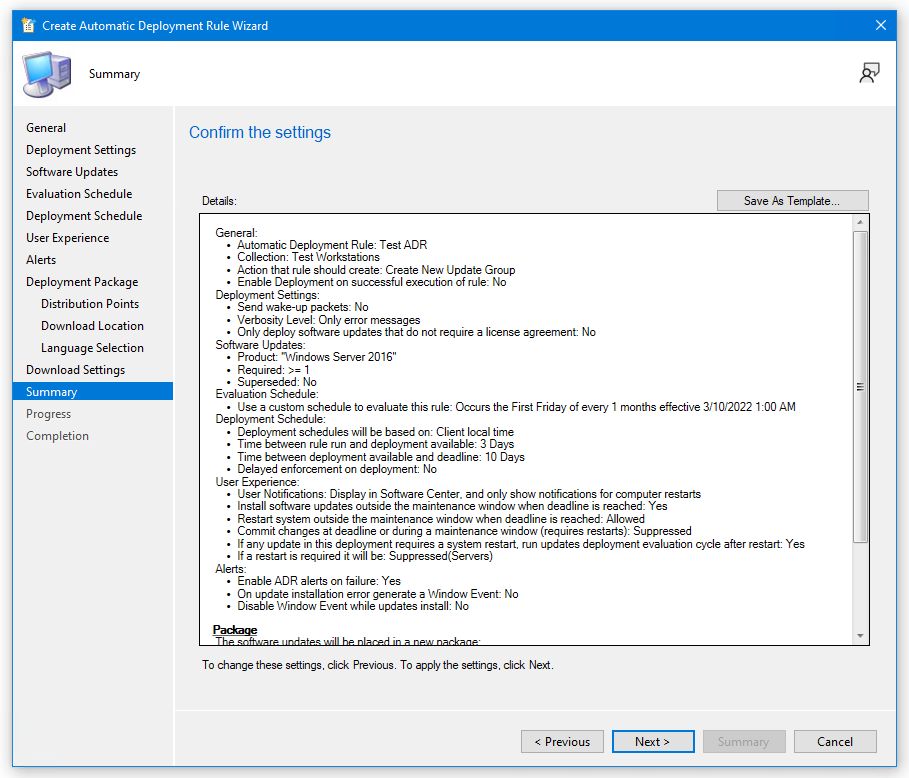 Create Automatic Deployment Rule Wizard
Summary
General
Deployment Settings
Software Updates
Evaluation Schedule
Deployment Schedule
User Experience
Alerts
Deployment Package
Distribution Points
Download Location
Language Selection
Download Settings
Summary
Progress
Completion
Confirm the settings
Details:
Save As Template...
General:
• Automatic Deployment Rule: Test ADR
• Collection: Test Workstations
• Action that rule should create: Create New Update Group
• Enable Deployment on successful execution of rule: No
Deployment Settings:
• Send wake-up packets: No
• Verbosity Level: Only error messages
• Only deploy software updates that do not require a license agreement: No
Software Updates:
• Product: "Windows Server 2016"
• Required: >= 1
• Superseded: No
Evaluation Schedule:
• Use a custom schedule to evaluate this rule: Occurs the First Friday of every 1 months effective 3/10/2022 1:00 AM
Deployment Schedule:
• Deployment schedules will be based on: Client local time
• Time between rule run and deployment available: 3 Days
• Time between deployment available and deadline: 10 Days
• Delayed enforcement on deployment: No
User Experience:
• User Notifications: Display in Software Center, and only show notifications for computer restarts
• Install software updates outside the maintenance window when deadline is reached: Yes
• Restart system outside the maintenance window when deadline is reached: Allowed
• Commit changes at deadline or during a maintenance window (requires restarts): Suppressed
• If any update in this deployment requires a system restart, run updates deployment evaluation cycle after restart: Yes
• If a restart is required it will be: Suppressed(Servers)
Alerts:
• Enable ADR alerts on failure: Yes
• On update installation error generate a Window Event: No
• Disable Window Event while updates install: No
Package
The software updates will be placed in a new package:
To change these settings, click Previous. To apply the settings, click Next.
< Previous
Next >
Summary
Cancel